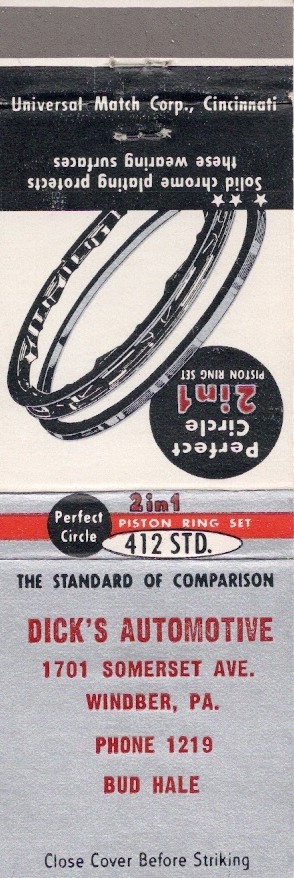 Universal Match Corp., Cincinnati
Solid chrome plating protects
these wearing surfaces
Perfect
Circle
2in1
PISTON RING SET
2in1
Perfect
Circle
PISTON RING SET
412 STD.
THE STANDARD OF COMPARISON
DICK'S AUTOMOTIVE
1701 SOMERSET AVE.
WINDBER, PA.
PHONE 1219
BUD HALE
Close Cover Before Striking